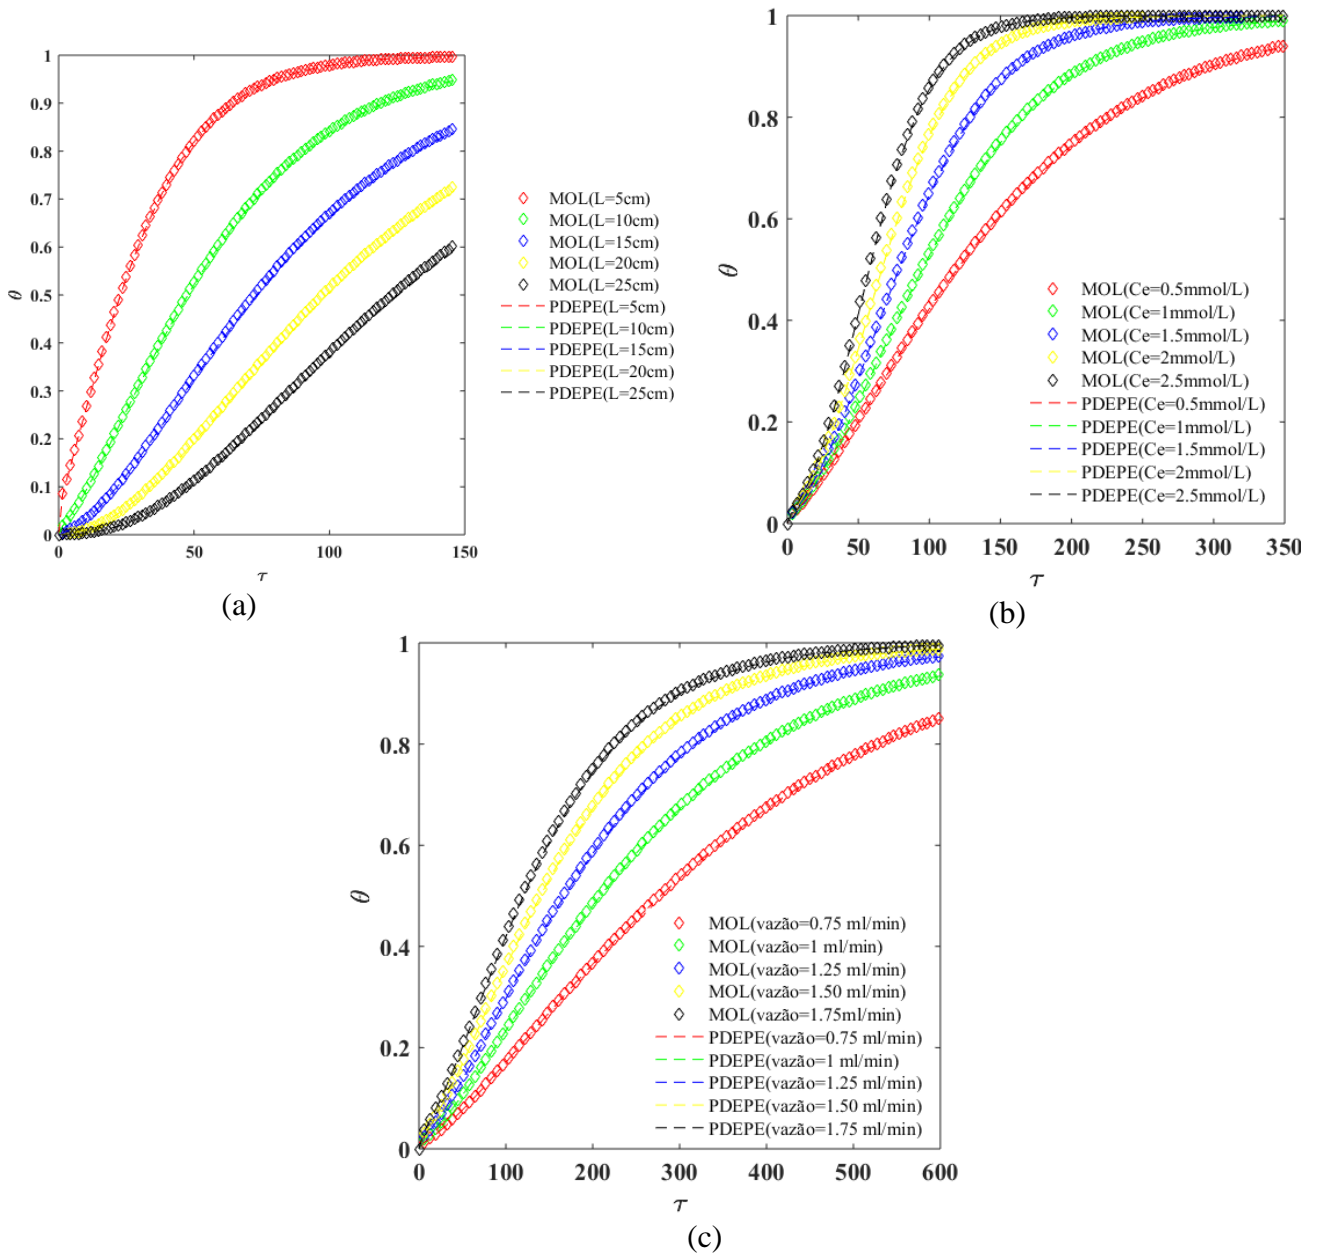 1
0.9
0.8
0.7
0.6
0.5
0.4
0.3
0.2
0.1
0
θ
0 50 100 150
τ
MOL(L=5cm)
MOL(L=10cm)
MOL(L=15cm)
MOL(L=20cm)
MOL(L=25cm)
PDEPE(L=5cm)
PDEPE(L=10cm)
PDEPE(L=15cm)
PDEPE(L=20cm)
PDEPE(L=25cm)
(a)
1
0.8
0.6
0.4
0.2
0
θ
0 50 100 150 200 250 300 350
τ
MOL(Ce=0.5mmol/L)
MOL(Ce=1mmol/L)
MOL(Ce=1.5mmol/L)
MOL(Ce=2mmol/L)
MOL(Ce=2.5mmol/L)
PDEPE(Ce=0.5mmol/L)
PDEPE(Ce=1mmol/L)
PDEPE(Ce=1.5mmol/L)
PDEPE(Ce=2mmol/L)
PDEPE(Ce=2.5mmol/L)
(b)
1
0.8
0.6
0.4
0.2
0
θ
0 100 200 300 400 500 600
τ
MOL(vazão=0.75 ml/min)
MOL(vazão=1 ml/min)
MOL(vazão=1.25 ml/min)
MOL(vazão=1.50 ml/min)
MOL(vazão=1.75ml/min)
PDEPE(vazão=0.75 ml/min)
PDEPE(vazão=1 ml/min)
PDEPE(vazão=1.25 ml/min)
PDEPE(vazão=1.50 ml/min)
PDEPE(vazão=1.75 ml/min)
(c)